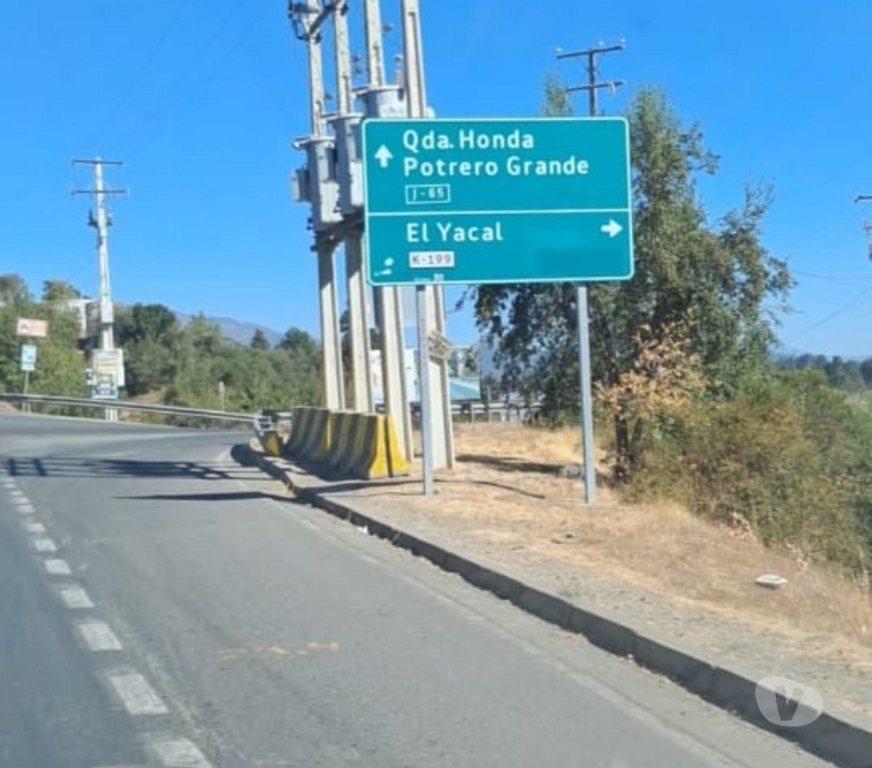 Qda. Honda
Potrero Grande
J-65
El Yacal
K-199
V